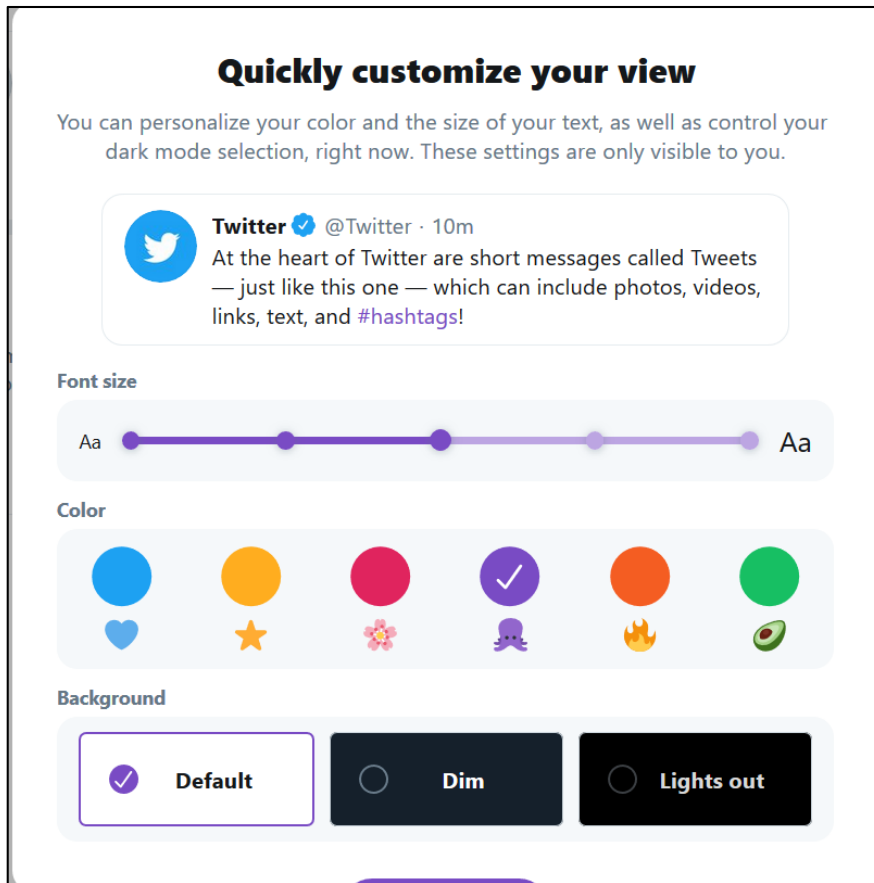 Quickly customize your view
You can personalize your color and the size of your text, as well as control your
dark mode selection, right now. These settings are only visible to you.
Twitter @Twitter · 10m
At the heart of Twitter are short messages called Tweets
— just like this one — which can include photos, videos,
links, text, and #hashtags!
Font size
Aa Aa
Color
Background
Default Dim Lights out